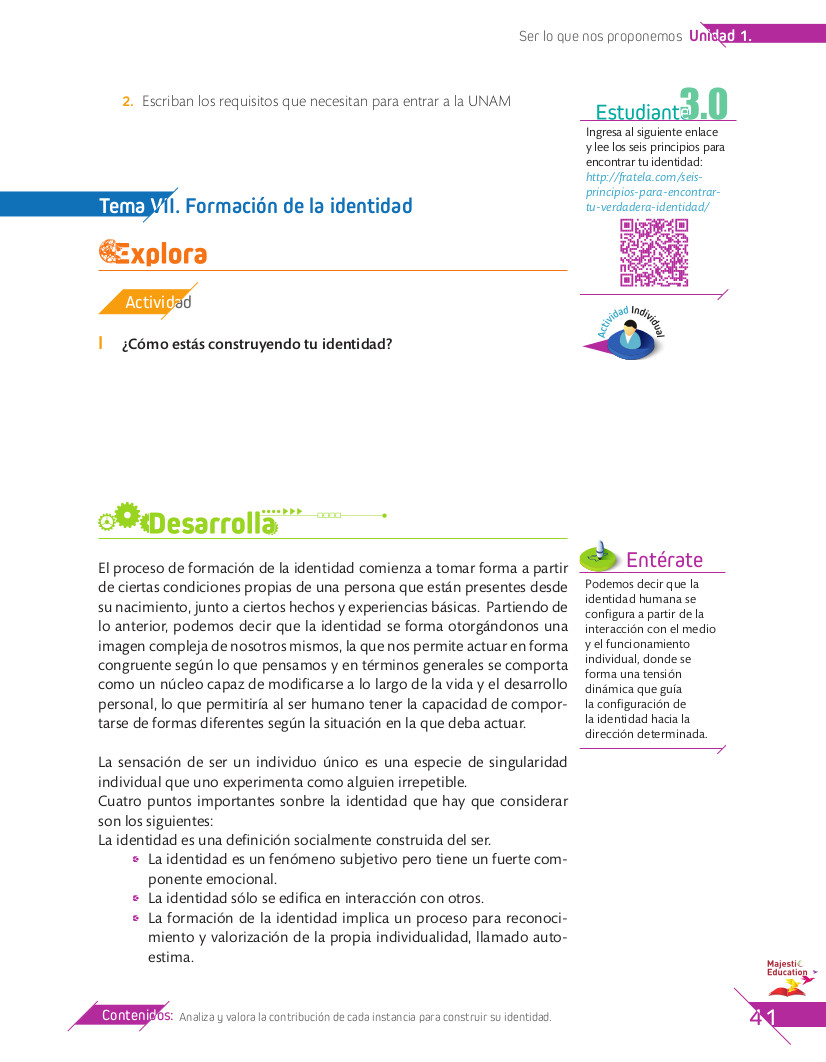 Ser lo que nos proponemos Unidad 1.
2. Escriban los requisitos que necesitan para entrar a la UNAM
Estudiante 3.0
Ingresa al siguiente enlace
y lee los seis principios para
encontrar tu identidad:
http://fratela.com/seis-
principios-para-encontrar-
tu-verdadera-identidad/
Tema VII. Formación de la identidad
Explora
Actividad
Actividad Individual
I ¿Cómo estás construyendo tu identidad?
Desarrolla
El proceso de formación de la identidad comienza a tomar forma a partir
de ciertas condiciones propias de una persona que están presentes desde
su nacimiento, junto a ciertos hechos y experiencias básicas. Partiendo de
lo anterior, podemos decir que la identidad se forma otorgándonos una
imagen compleja de nosotros mismos, la que nos permite actuar en forma
congruente según lo que pensamos y en términos generales se comporta
como un núcleo capaz de modificarse a lo largo de la vida y el desarrollo
personal, lo que permitiría al ser humano tener la capacidad de compor-
tarse de formas diferentes según la situación en la que deba actuar.
La sensación de ser un individuo único es una especie de singularidad
individual que uno experimenta como alguien irrepetible.
Cuatro puntos importantes sonbre la identidad que hay que considerar
son los siguientes:
La identidad es una definición socialmente construida del ser.
La identidad es un fenómeno subjetivo pero tiene un fuerte com-
ponente emocional.
La identidad sólo se edifica en interacción con otros.
La formación de la identidad implica un proceso para reconoci-
miento y valorización de la propia individualidad, llamado auto-
estima.
Entérate
Podemos decir que la
identidad humana se
configura a partir de la
interacción con el medio
y el funcionamiento
individual, donde se
forma una tensión
dinámica que guía
la configuración de
la identidad hacia la
dirección determinada.
Majestic
Education
Contenidos: Analiza y valora la contribución de cada instancia para construir su identidad.
41